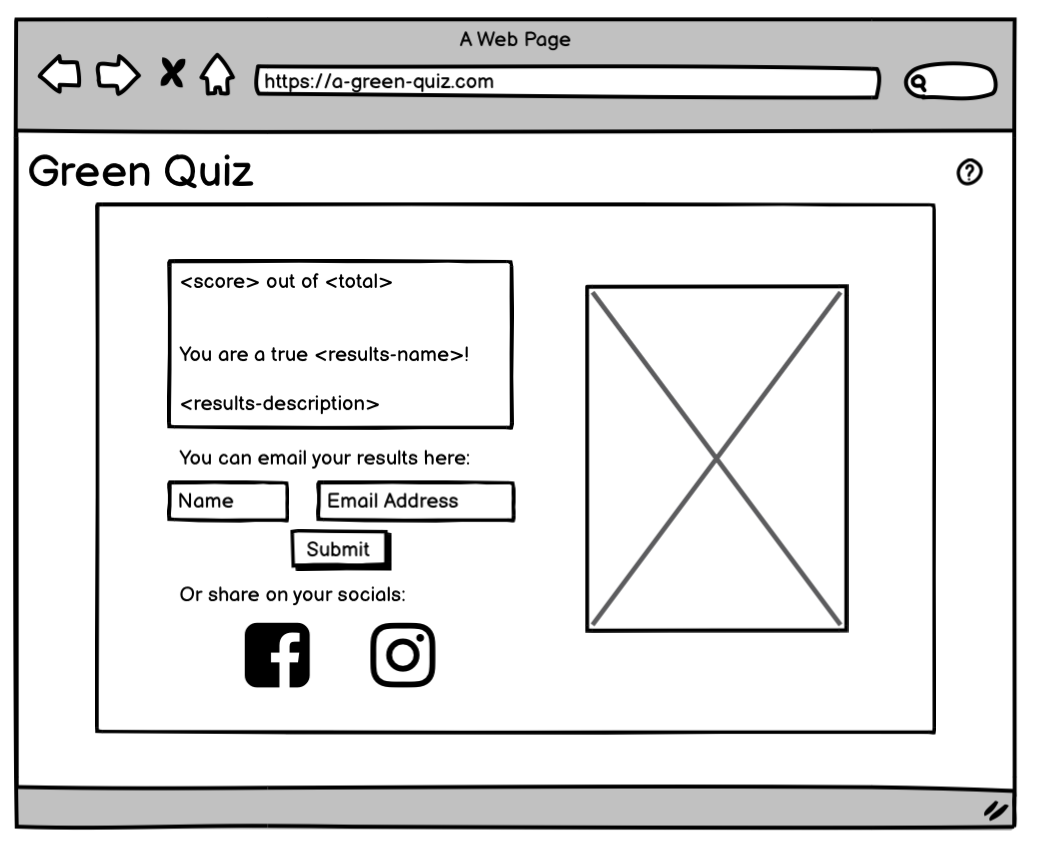 A Web Page
https://a-green-quiz.com
Green Quiz
?
<score> out of <total>
You are a true <results-name>!
<results-description>
You can email your results here:
Name
Email Address
Submit
Or share on your socials: